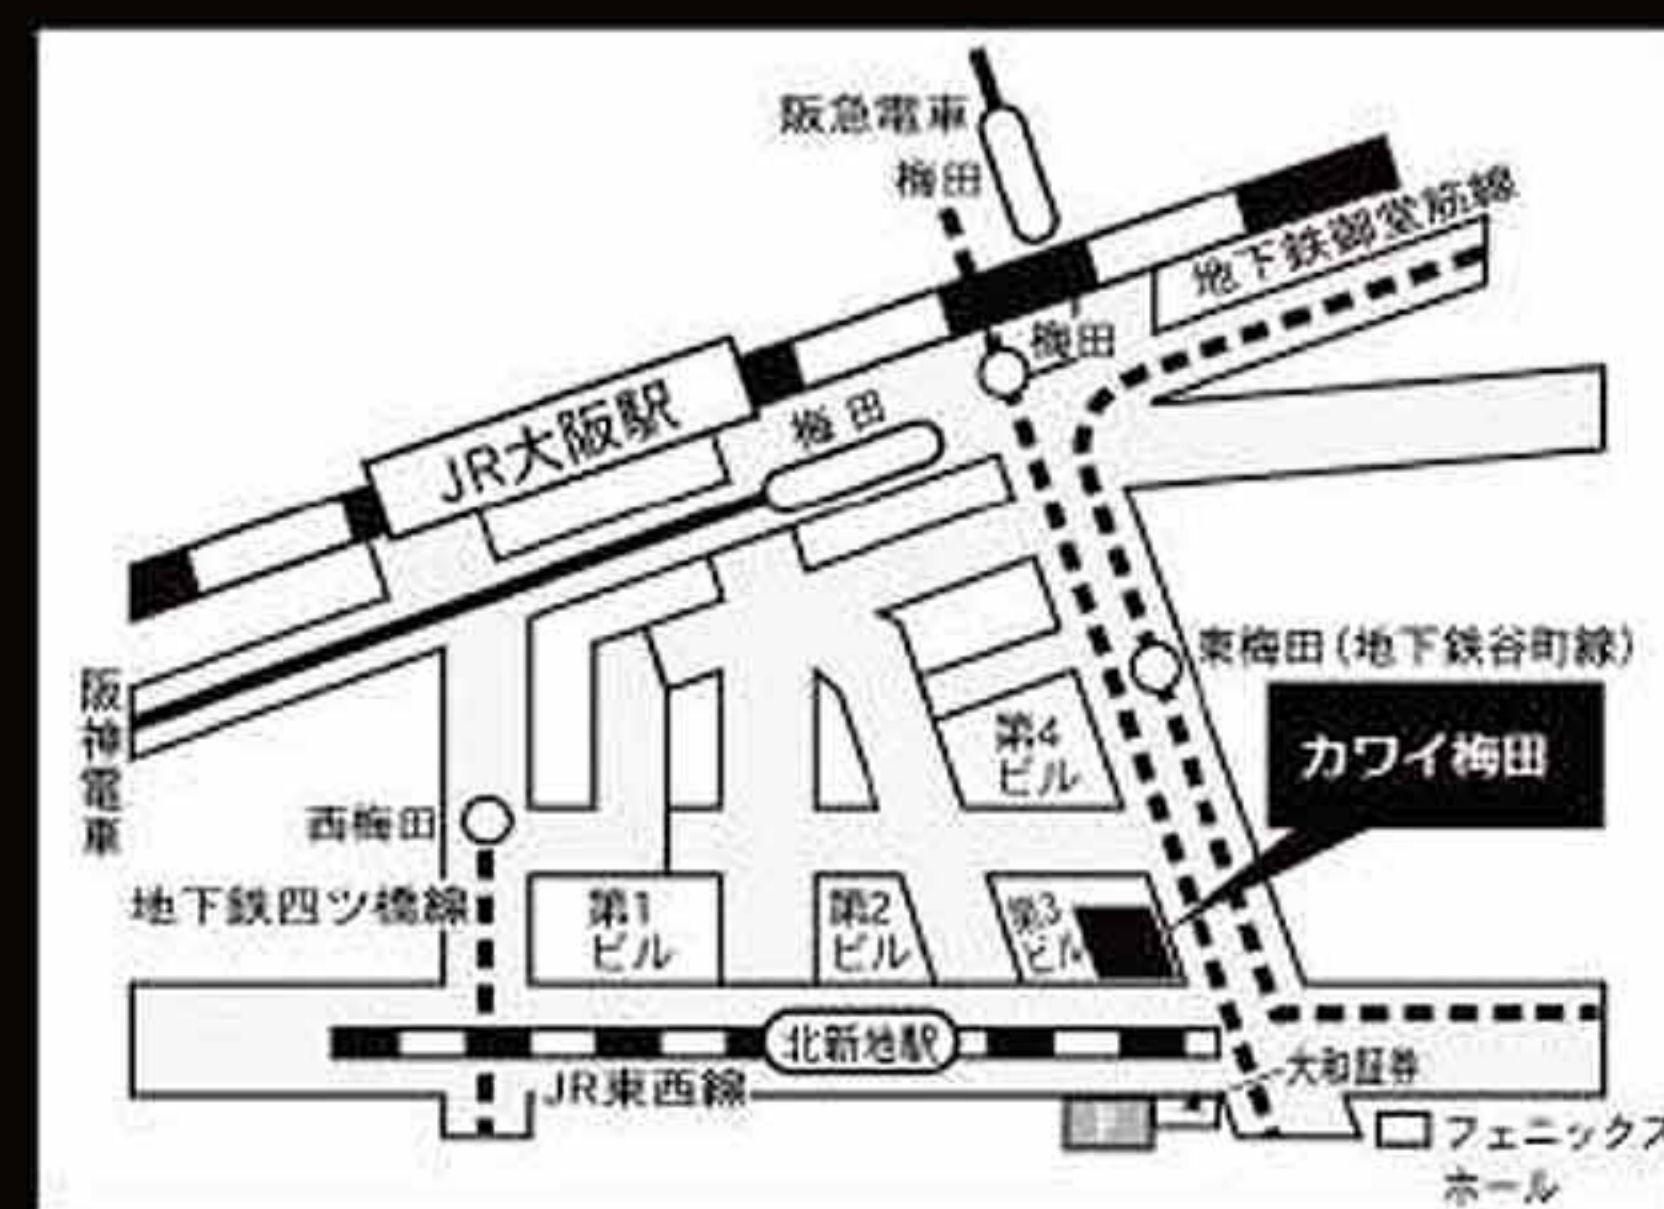 阪急電車
梅田
地下鉄御堂筋線
梅田
JR大阪駅
梅田
阪神電車
東梅田(地下鉄谷町線)
カワイ梅田
第4
ビル
西梅田
地下鉄四ツ橋線
第1
ビル
第2
ビル
第3
ビル
北新地駅
JR東西線
大和証券
フェニックス
ホール